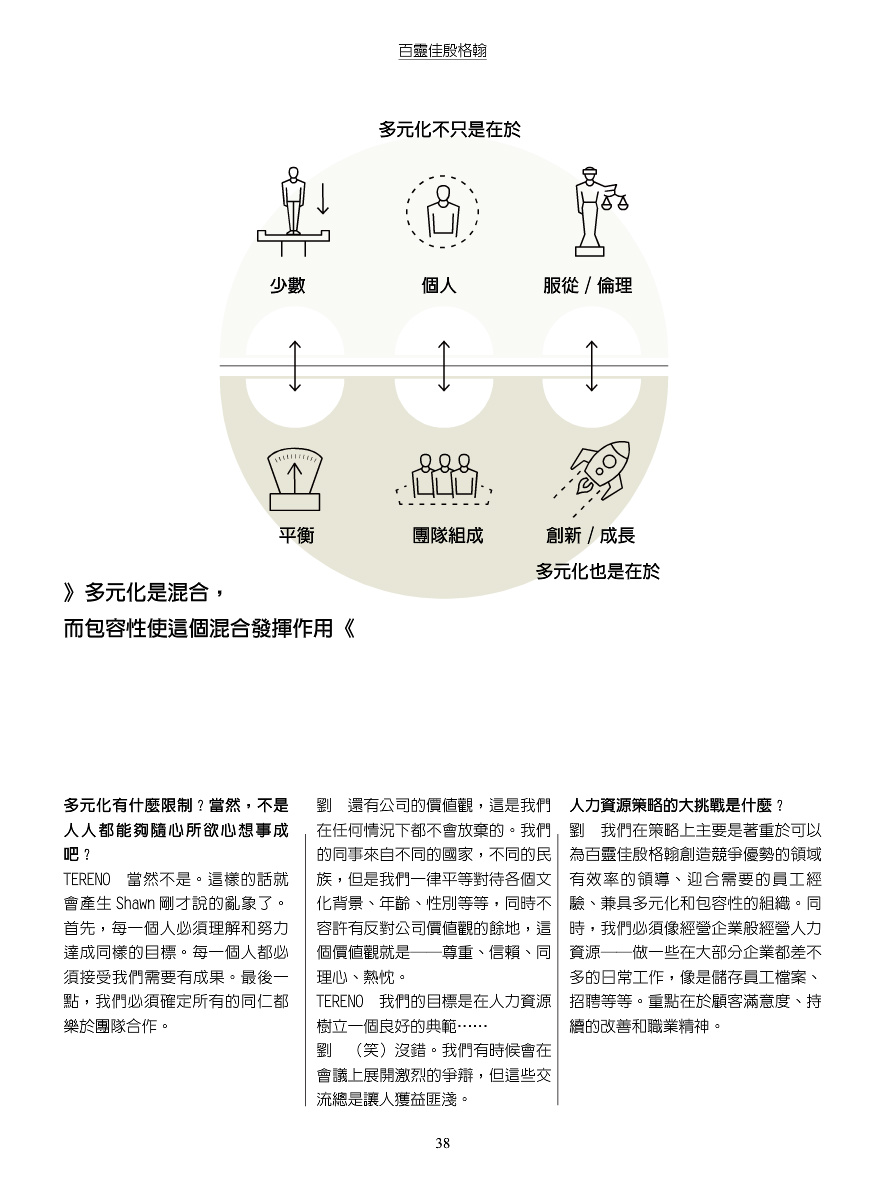 百靈佳殷格翰
多元化不只是在於
少數
個人
服從 / 倫理
平衡
團隊組成
創新 / 成長
多元化也是在於
》多元化是混合，
而包容性使這個混合發揮作用《
多元化有什麼限制？當然，不是
人人都能夠隨心所欲心想事成
吧？
TERENO　當然不是。這樣的話就
會產生 Shawn 剛才說的亂象了。
首先，每一個人必須理解和努力
達成同樣的目標。每一個人都必
須接受我們需要有成果。最後一
點，我們必須確定所有的同仁都
樂於團隊合作。
劉　還有公司的價值觀，這是我們
在任何情況下都不會放棄的。我們
的同事來自不同的國家，不同的民
族，但是我們一律平等對待各個文
化背景、年齡、性別等等，同時不
容許有反對公司價值觀的餘地，這
個價值觀就是——尊重、信賴、同
理心、熱忱。
TERENO　我們的目標是在人力資源
樹立一個良好的典範……
劉　（笑）沒錯。我們有時候會在
會議上展開激烈的爭辯，但這些交
流總是讓人獲益匪淺。
人力資源策略的大挑戰是什麼？
劉　我們在策略上主要是著重於可以
為百靈佳殷格翰創造競爭優勢的領域
有效率的領導、迎合需要的員工經
驗、兼具多元化和包容性的組織。同
時，我們必須像經營企業般經營人力
資源——做一些在大部分企業都差不
多的日常工作，像是儲存員工檔案、
招聘等等。重點在於顧客滿意度、持
續的改善和職業精神。
38